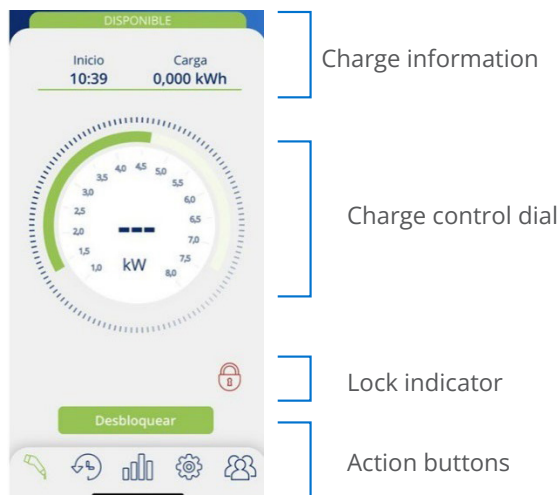 DISPONIBLE
Inicio Carga
10:39 0,000 kWh
Charge information
4,0 4,5
3,5 5,0
3,0 5,5
2,5 6,0
2,0 6,5
1,5 7,0
1,0 7,5
8,0
---
kW
Charge control dial
Lock indicator
Desbloquear
Action buttons